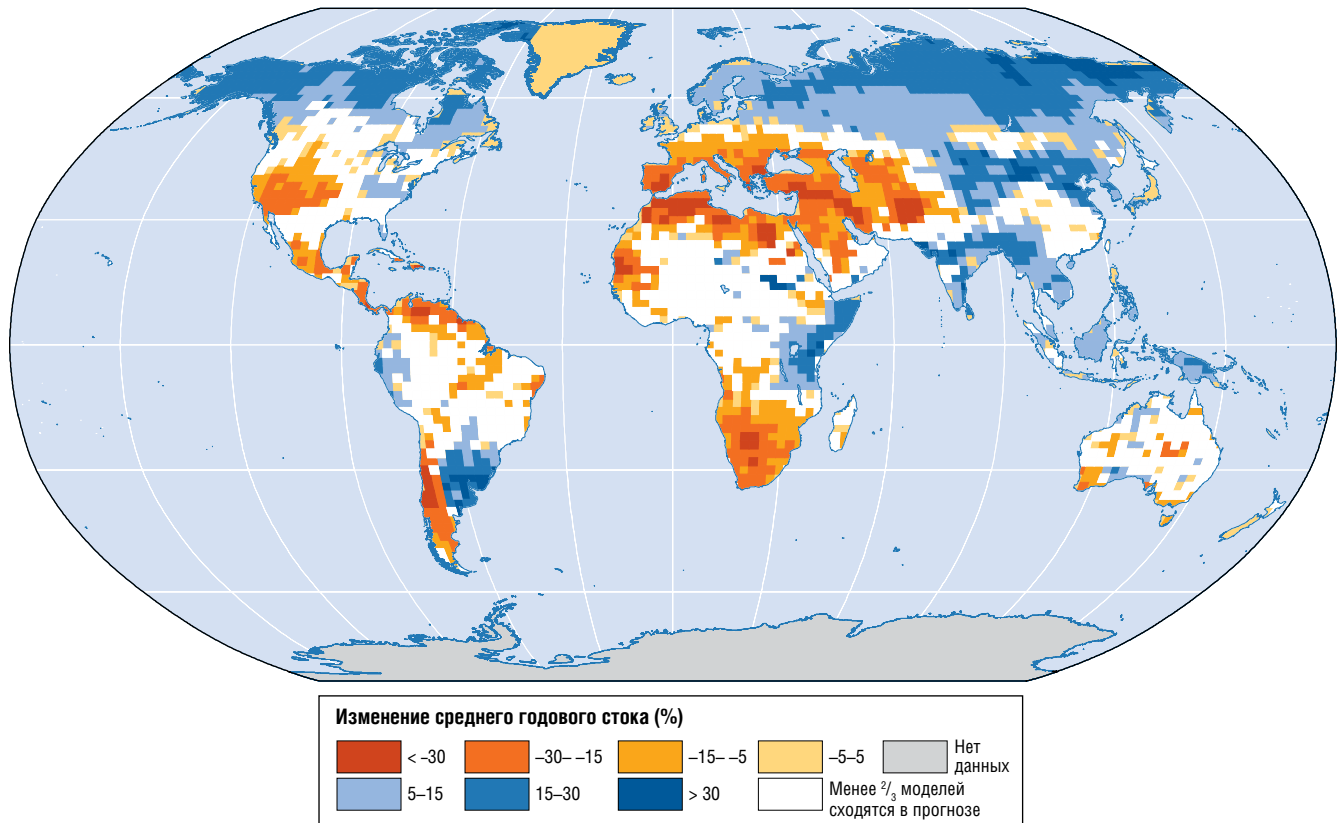 Изменение среднего годового стока (%)
< -30
–30– –15
–15– –5
–5–5
Нет
данных
5–15
15–30
> 30
Менее 2/3 моделей
сходятся в прогнозе